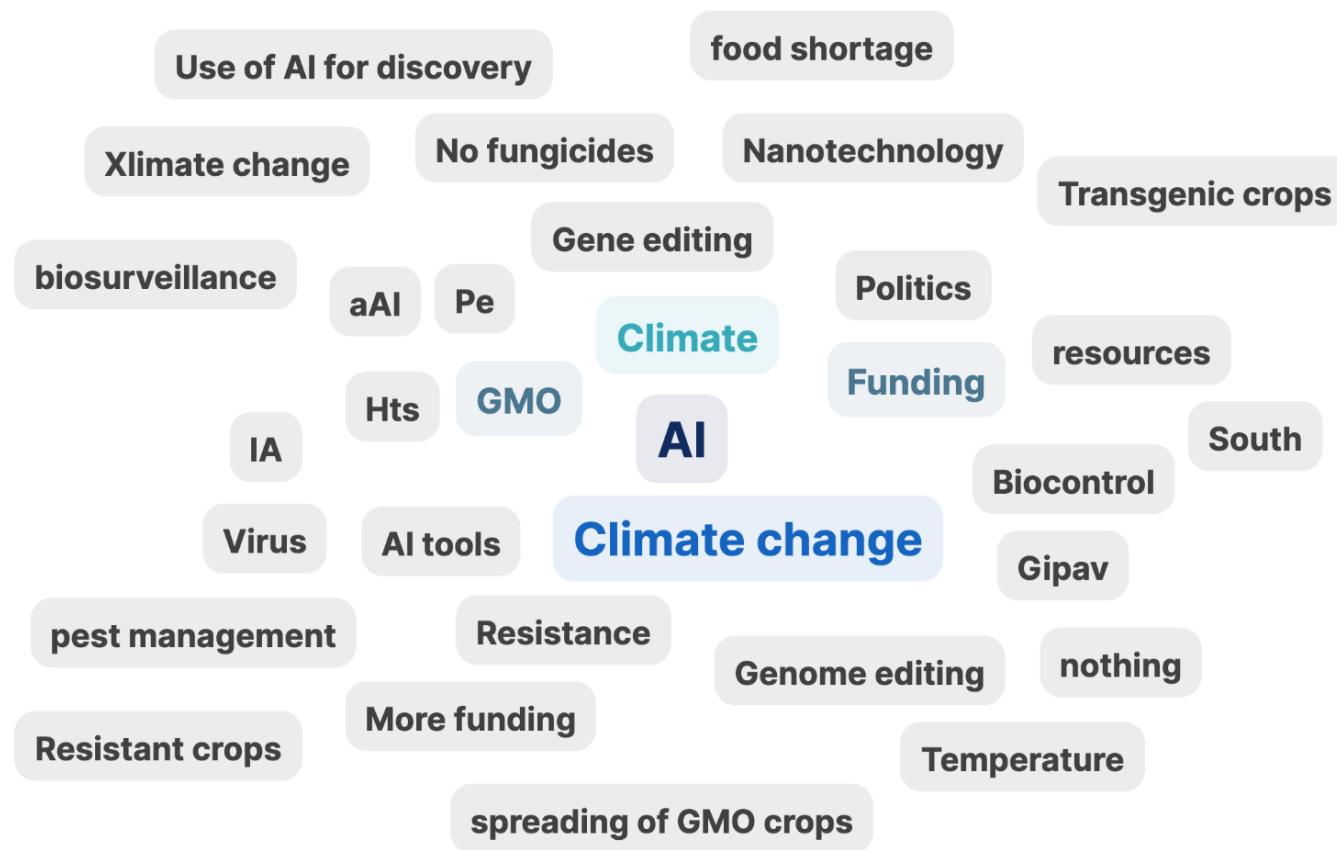 food shortage
Use of AI for discovery
No fungicides
Nanotechnology
Xlimate change
Transgenic crops
Gene editing
biosurveillance
Politics
aAI
Pe
Climate
resources
Funding
GMO
Hts
AI
South
IA
Biocontrol
Climate change
Virus
AI tools
Gipav
Resistance
pest management
nothing
Genome editing
More funding
Resistant crops
Temperature
spreading of GMO crops